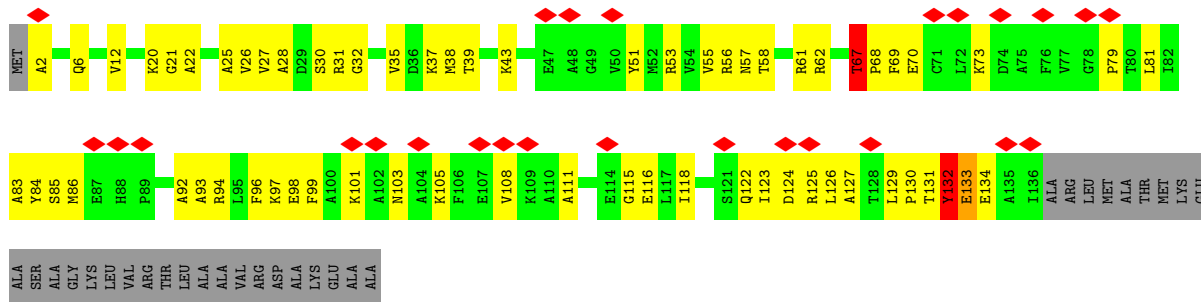 MET A2 Q6 V12 K20 G21 A22 A25 V26 V27 A28 D29 S30 R31 G32 V35 D36 K37 M38 T39 K43 E47 A48 G49 V50 Y51 M52 R53 V54 V55 R56 N57 T58 R61 R62 T67 P68 F69 E70 C71 L72 K73 D74 A75 F76 V77 G78 P79 T80 L81 I82
A83 Y84 S85 M86 E87 H88 P89 A92 A93 R94 L95 F96 K97 E98 F99 A100 K101 A102 N103 A104 K105 F106 E107 V108 K109 A110 A111 E114 G115 E116 L117 I118 S121 Q122 I123 D124 R125 L126 A127 T128 L129 P130 T131 Y132 E133 E134 A135 I136 ALA ARG LEU MET ALA THR MET LYS GLU
ALA SER ALA GLY LYS LEU VAL ARG THR LEU ALA ALA VAL ARG ASP ALA LYS GLU ALA ALA